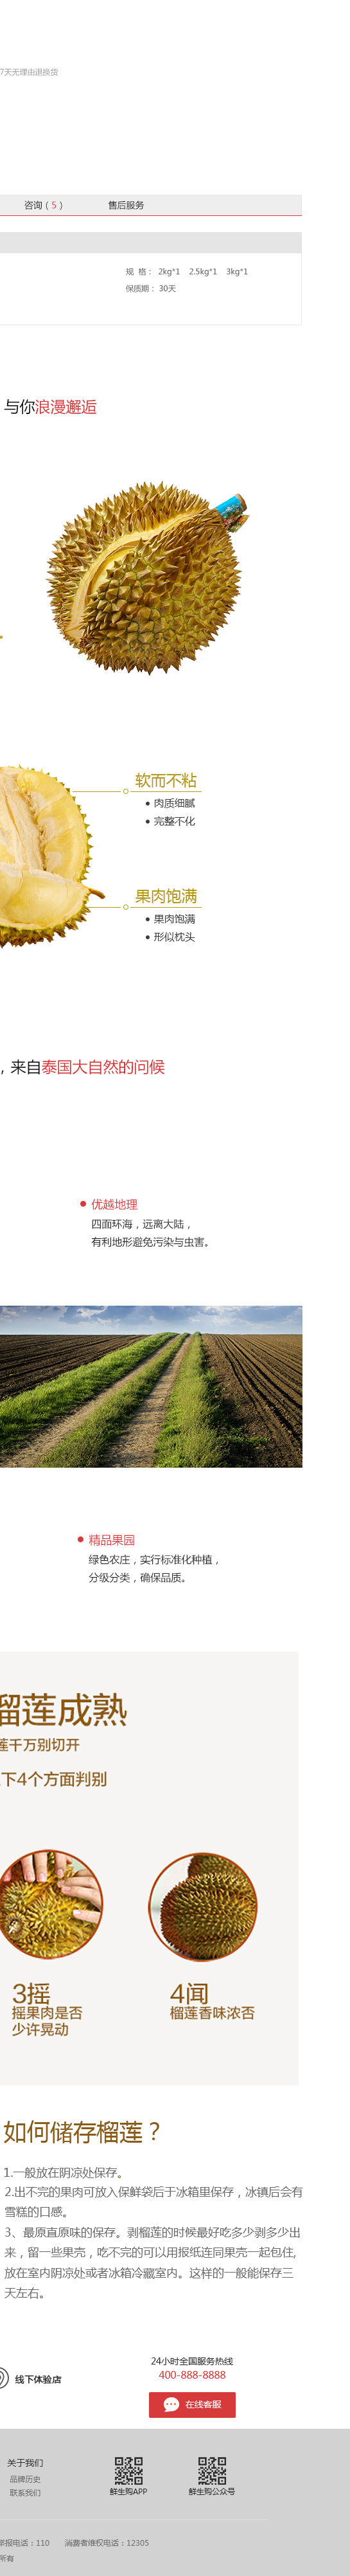 7天无理由退换货
咨询（5）
售后服务
规 格： 2kg*1 2.5kg*1 3kg*1
保质期： 30天
与你浪漫邂逅
软而不粘
• 肉质细腻
• 完整不化
果肉饱满
• 果肉饱满
• 形似枕头
，来自泰国大自然的问候
• 优越地理
四面环海，远离大陆，
有利地形避免污染与虫害。
• 精品果园
绿色农庄，实行标准化种植，
分级分类，确保品质。
榴莲成熟
莲千万别切开
下4个方面判别
3摇
摇果肉是否
少许晃动
4闻
榴莲香味浓否
如何储存榴莲？
1.一般放在阴凉处保存。
2.出不完的果肉可放入保鲜袋后于冰箱里保存，冰镇后会有
雪糕的口感。
3、最原直原味的保存。剥榴莲的时候最好吃多少剥多少出
来，留一些果壳，吃不完的可以用报纸连同果壳一起包住,
放在室内阴凉处或者冰箱冷藏室内。这样的一般能保存三
天左右。
线下体验店
24小时全国服务热线
400-888-8888
在线客服
关于我们
品牌历史
联系我们
鲜生购APP
鲜生购公众号
举报电话：110 消费者维权电话：12305
所有